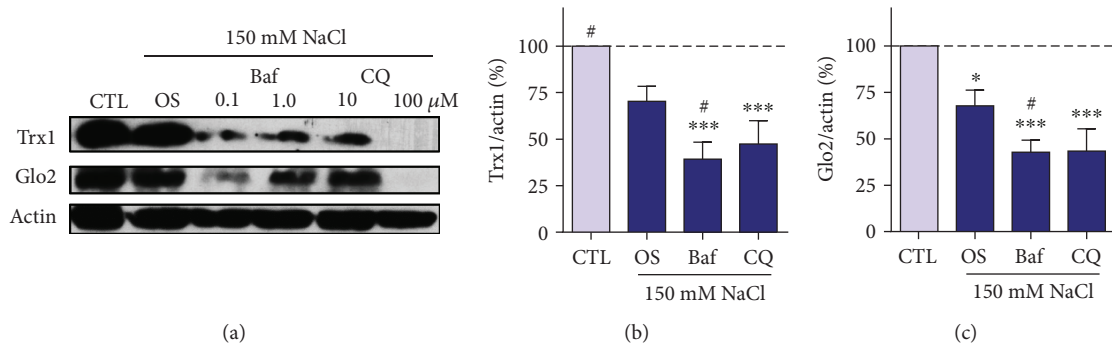 150 mM NaCl
Baf CQ
CTL OS 0.1 1.0 10 100 μM
Trx1
Glo2
Actin
(a)
Trx1/actin (%)
100
75
50
25
0
#
#
***
***
CTL OS Baf CQ
150 mM NaCl
(b)
Glo2/actin (%)
100
75
50
25
0
*
#
***
***
CTL OS Baf CQ
150 mM NaCl
(c)